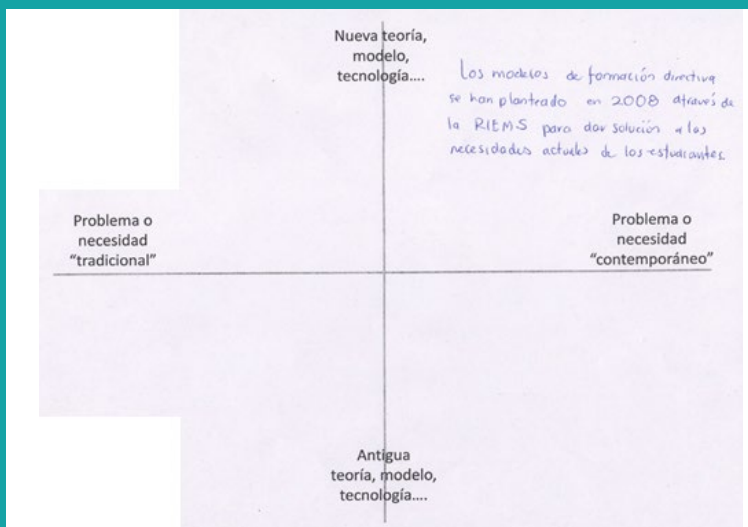 Nueva teoría,
modelo,
tecnología....
Los modelos de formación directiva
se han planteado en 2008 através de
la RIEMS para dar solución a las
necesidades actuales de los estudiantes
Problema o
necesidad
"tradicional"
Problema o
necesidad
"contemporáneo"
Antigua
teoría, modelo,
tecnología....